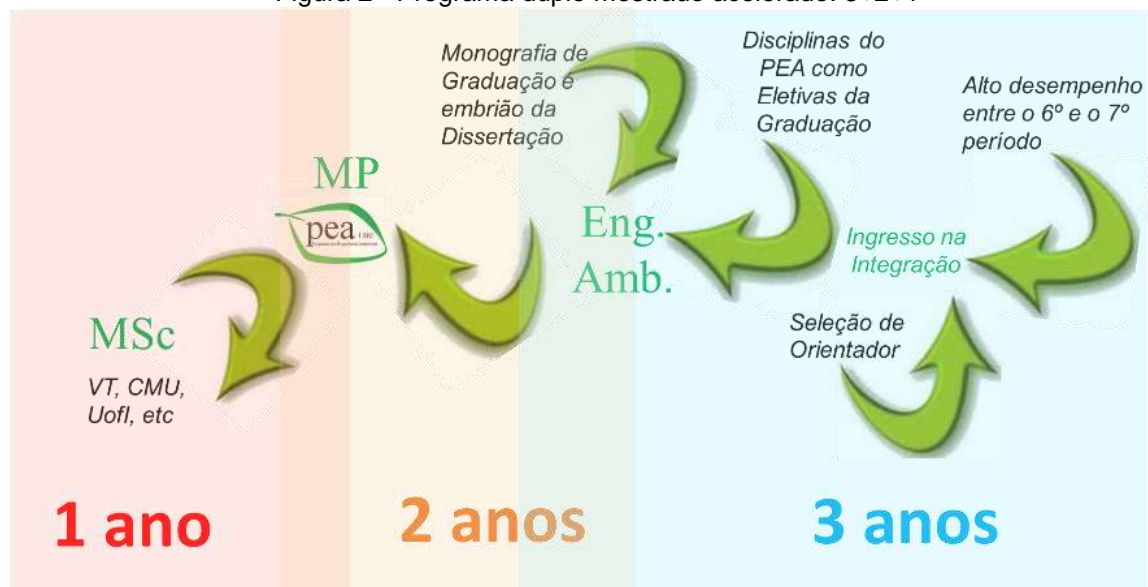 Monografia de
Graduação é
embrião da
Dissertação
Disciplinas do
PEA como
Eletivas da
Graduação
Alto desempenho
entre o 6º e o 7º
período
MP
pea
Eng.
Amb.
Ingresso na
Integração
MSc
VT, CMU,
UofI, etc
Seleção de
Orientador
1 ano
2 anos
3 anos